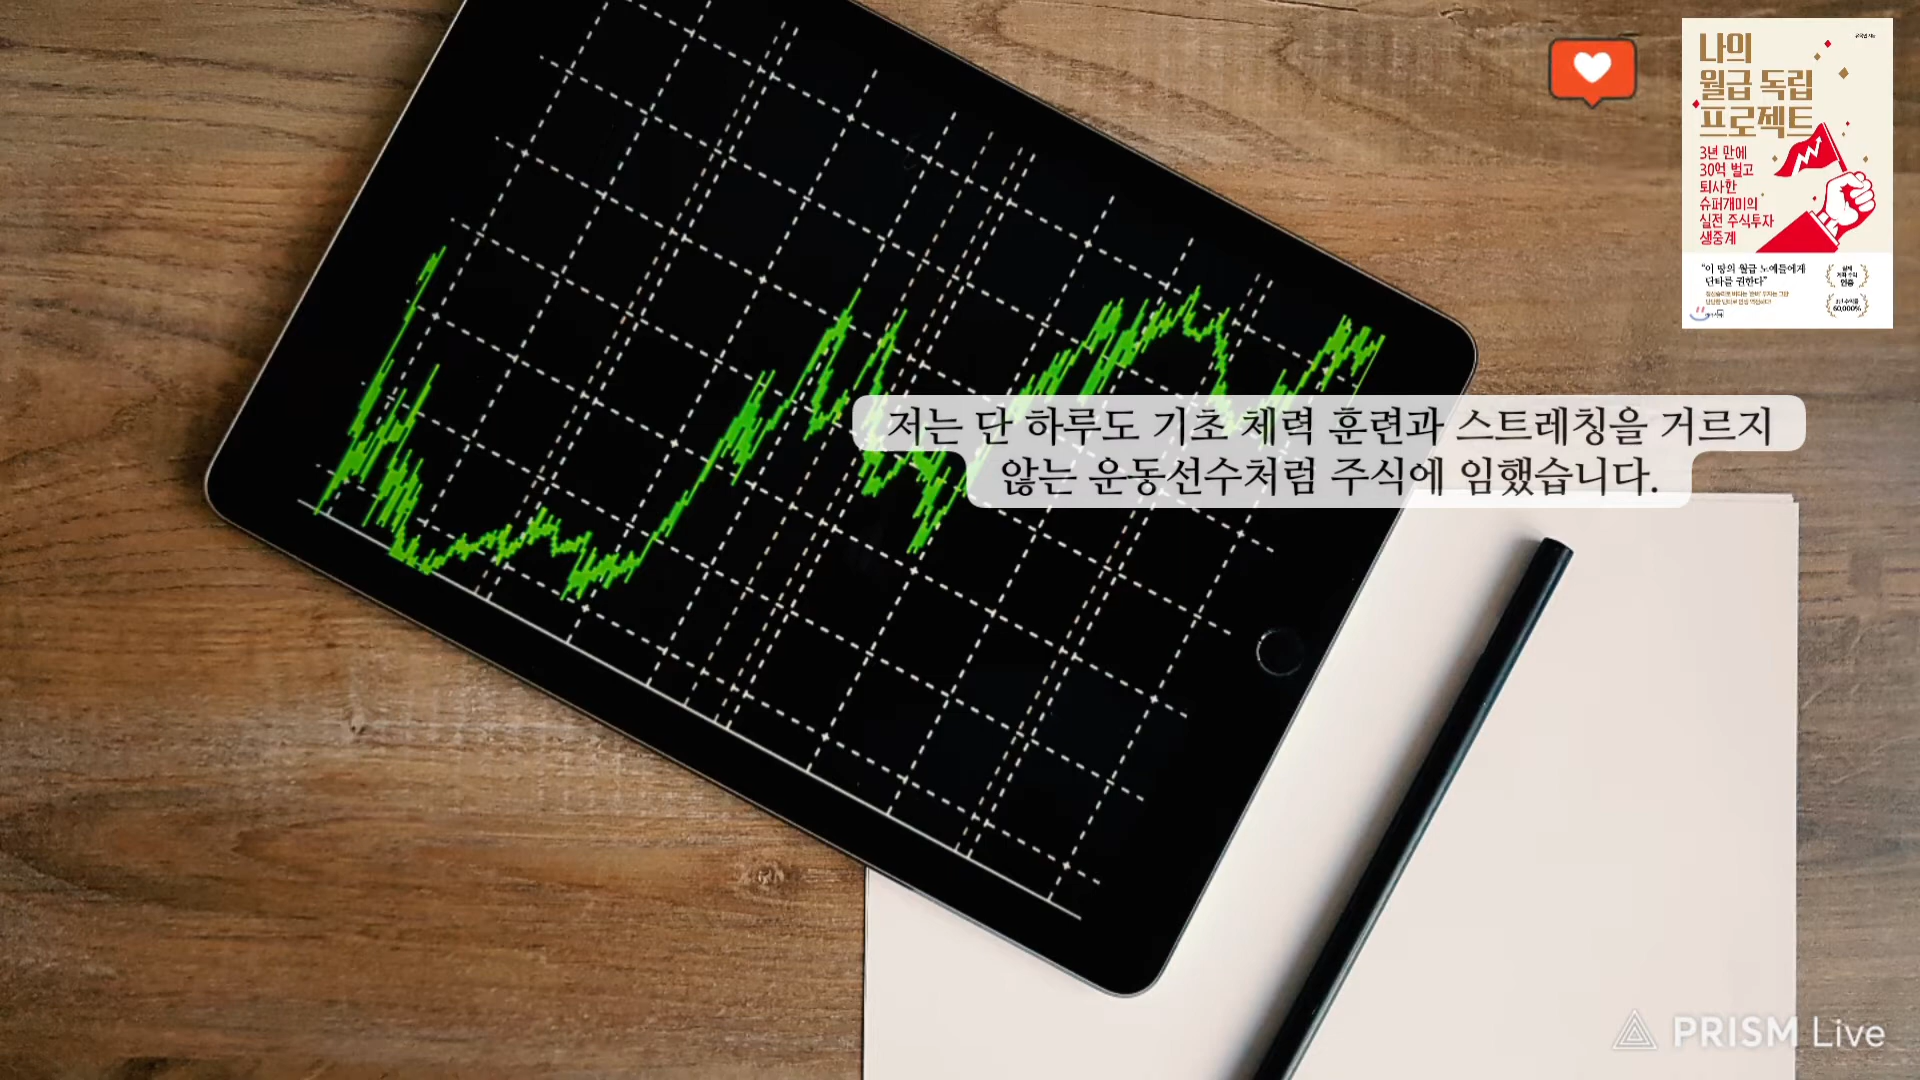 나의
월급 독립
프로젝트
3년 만에
30억 벌고
퇴사한
슈퍼개미의
실전 주식투자
생중계
“이 땅의 월급 노예들에게
단타를 권한다”
인증
60,000%
저는 단 하루도 기초 체력 훈련과 스트레칭을 거르지
않는 운동선수처럼 주식에 임했습니다.
PRISM Live